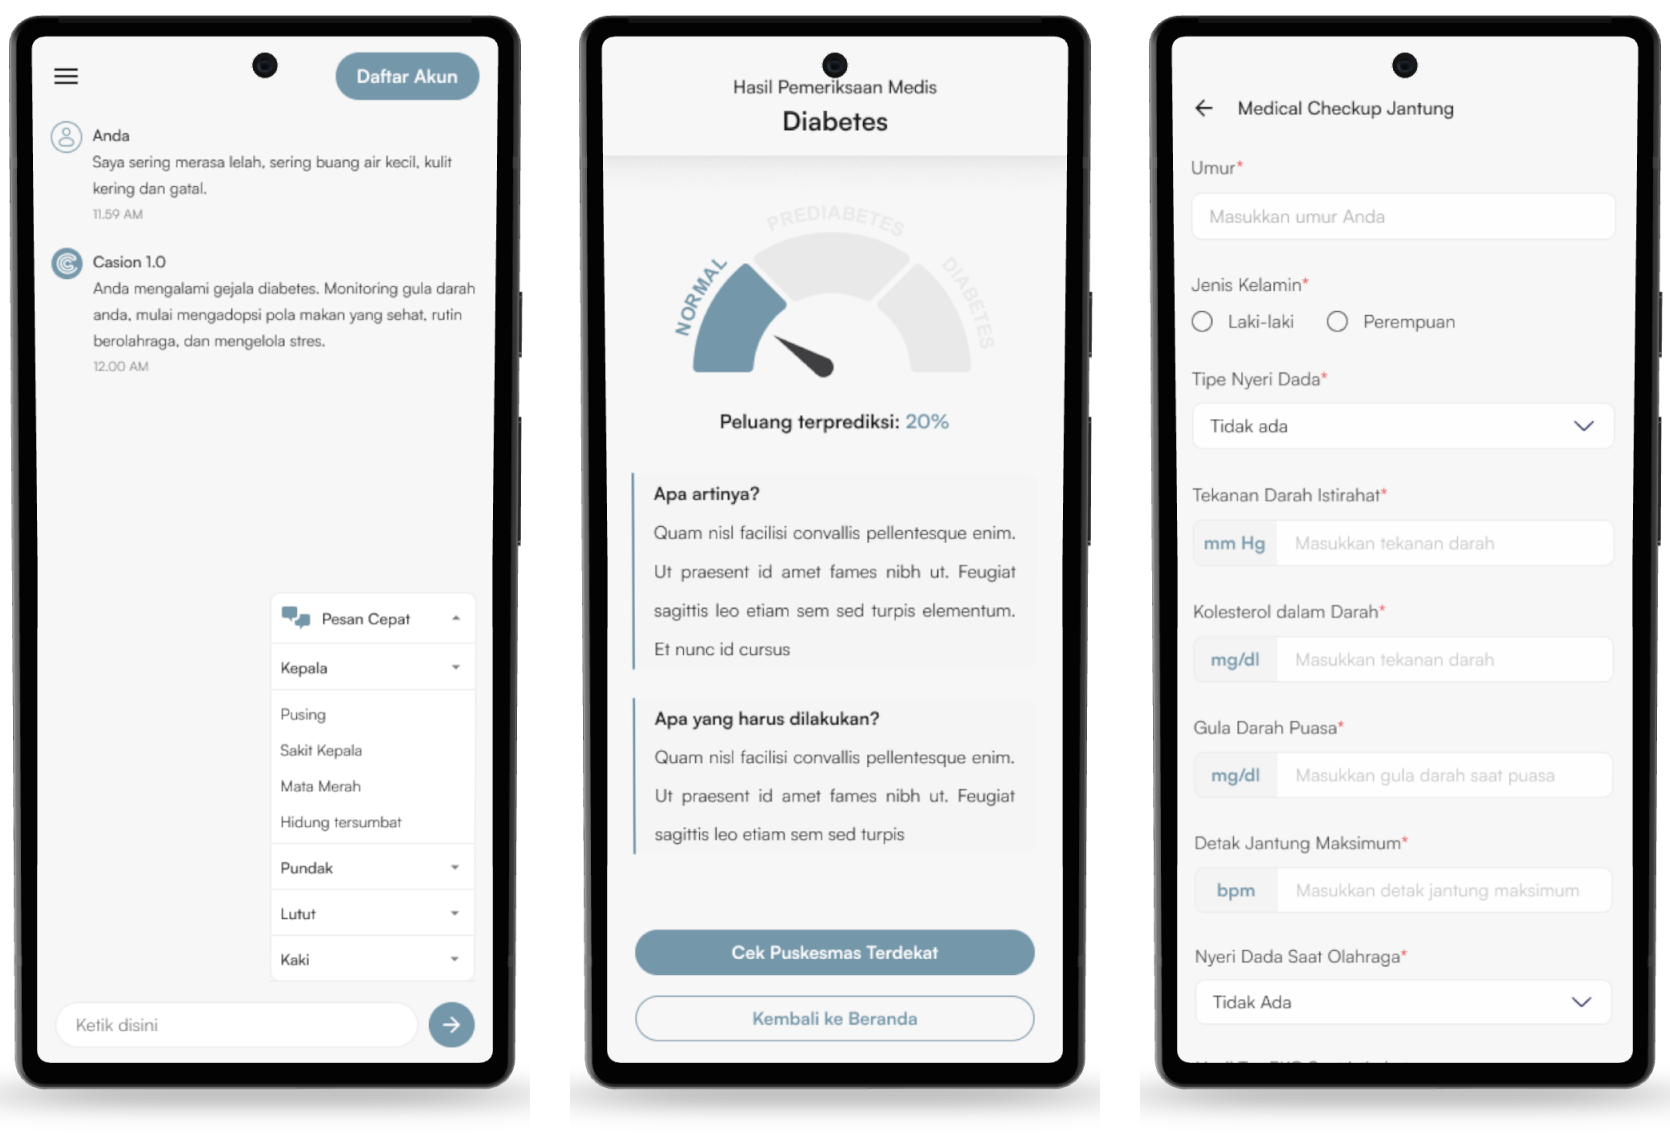 Daftar Akun
Anda
Saya sering merasa lelah, sering buang air kecil, kulit
kering dan gatal.
11.59 AM
Casion 1.0
Anda mengalami gejala diabetes. Monitoring gula darah
anda, mulai mengadopsi pola makan yang sehat, rutin
berolahraga, dan mengelola stres.
12.00 AM
Pesan Cepat
Kepala
Pusing
Sakit Kepala
Mata Merah
Hidung tersumbat
Pundak
Lutut
Kaki
Ketik disini
Hasil Pemeriksaan Medis
Diabetes
NORMAL
PREDIABETES
DIABETES
Peluang terprediksi: 20%
Apa artinya?
Quam nisl facilisi convallis pellentesque enim.
Ut praesent id amet fames nibh ut. Feugiat
sagittis leo etiam sem sed turpis elementum.
Et nunc id cursus
Apa yang harus dilakukan?
Quam nisl facilisi convallis pellentesque enim.
Ut praesent id amet fames nibh ut. Feugiat
sagittis leo etiam sem sed turpis
Cek Puskesmas Terdekat
Kembali ke Beranda
Medical Checkup Jantung
Umur*
Masukkan umur Anda
Jenis Kelamin*
Laki-laki Perempuan
Tipe Nyeri Dada*
Tidak ada
Tekanan Darah Istirahat*
mm Hg Masukkan tekanan darah
Kolesterol dalam Darah*
mg/dl Masukkan tekanan darah
Gula Darah Puasa*
mg/dl Masukkan gula darah saat puasa
Detak Jantung Maksimum*
bpm Masukkan detak jantung maksimum
Nyeri Dada Saat Olahraga*
Tidak Ada